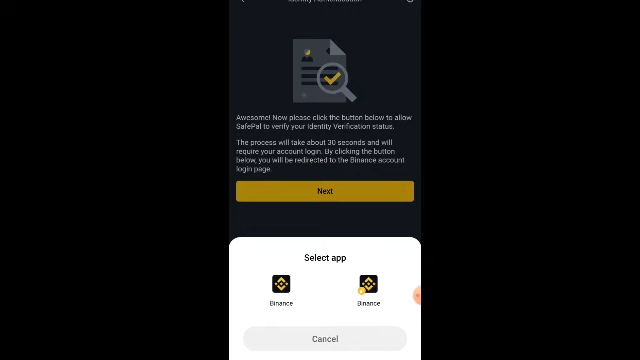 Identity Authentication
Awesome! Now please click the button below to allow
SafePal to verify your Identity Verification status.
The process will take about 30 seconds and will
require your account login. By clicking the button
below, you will be redirected to the Binance account
login page.
Next
Select app
Binance
Binance
Cancel